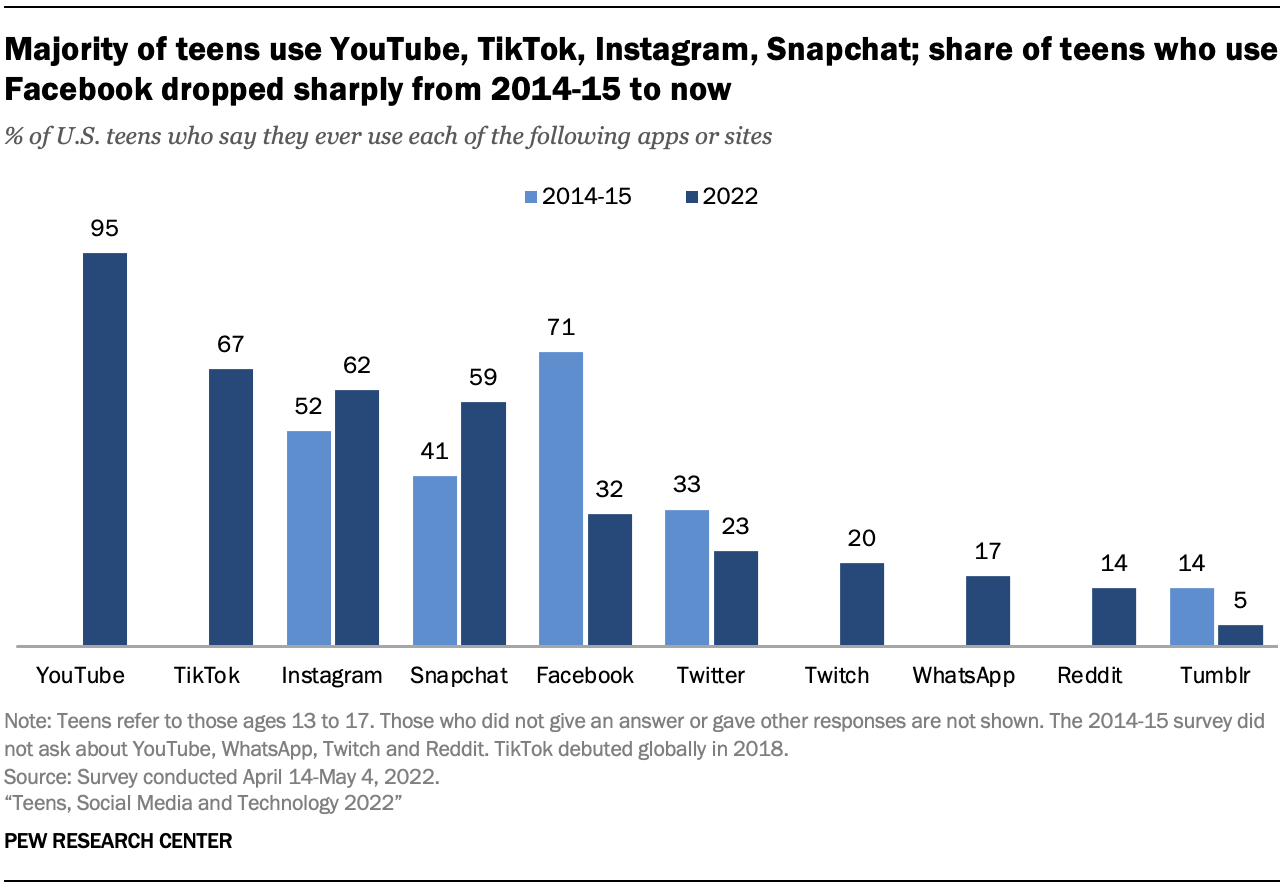 Majority of teens use YouTube, TikTok, Instagram, Snapchat; share of teens who use
Facebook dropped sharply from 2014-15 to now
% of U.S. teens who say they ever use each of the following apps or sites
2014-15 2022
95
67
52 62
41 59
71 32
33 23
20
17
14
14 5
YouTube TikTok Instagram Snapchat Facebook Twitter Twitch WhatsApp Reddit Tumblr
Note: Teens refer to those ages 13 to 17. Those who did not give an answer or gave other responses are not shown. The 2014-15 survey did
not ask about YouTube, WhatsApp, Twitch and Reddit. TikTok debuted globally in 2018.
Source: Survey conducted April 14-May 4, 2022.
“Teens, Social Media and Technology 2022”
PEW RESEARCH CENTER